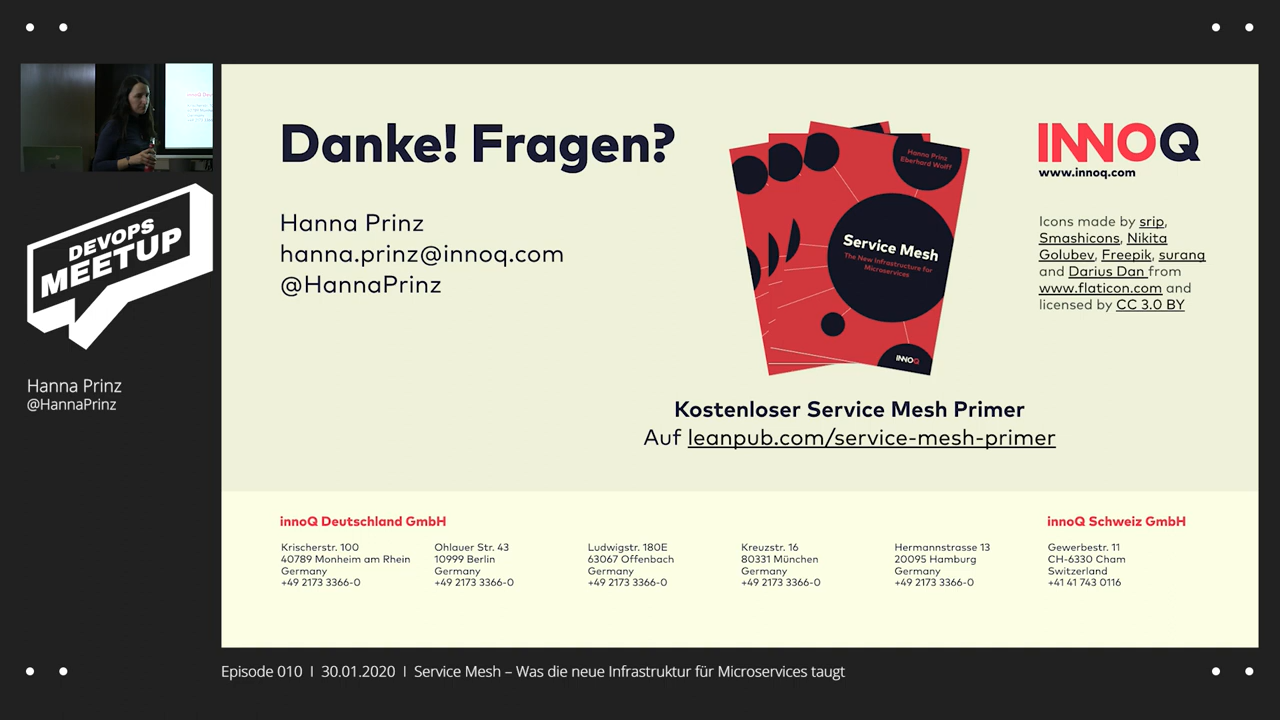 DEVOPS
MEETUP
Hanna Prinz
@HannaPrinz
Danke! Fragen?
Hanna Prinz
hanna.prinz@innoq.com
@HannaPrinz
Hanna Prinz
Eberhard Wolff
Service Mesh
The New Infrastructure for
Microservices
INNOQ
Kostenloser Service Mesh Primer
Auf leanpub.com/service-mesh-primer
INNOQ
www.innoq.com
Icons made by srip,
Smashicons, Nikita
Golubev, Freepik, surang
and Darius Dan from
www.flaticon.com and
licensed by CC 3.0 BY
innoQ Deutschland GmbH
Krischerstr. 100
40789 Monheim am Rhein
Germany
+49 2173 3366-0
Ohlauer Str. 43
10999 Berlin
Germany
+49 2173 3366-0
Ludwigstr. 180E
63067 Offenbach
Germany
+49 2173 3366-0
Kreuzstr. 16
80331 München
Germany
+49 2173 3366-0
Hermannstrasse 13
20095 Hamburg
Germany
+49 2173 3366-0
innoQ Schweiz GmbH
Gewerbestr. 11
CH-6330 Cham
Switzerland
+41 41 743 0116
Episode 010 | 30.01.2020 | Service Mesh – Was die neue Infrastruktur für Microservices taugt